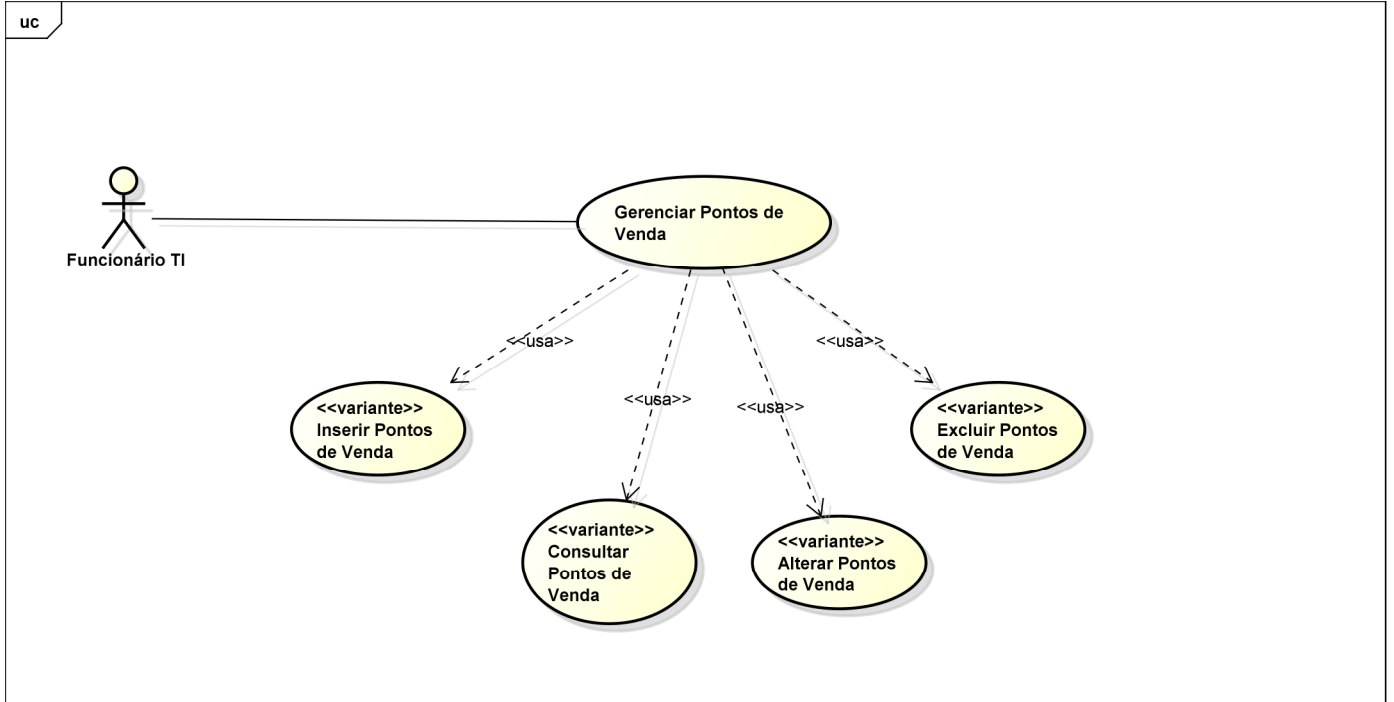 uc
Gerenciar Pontos de
Venda
Funcionário TI
<<usa>>
<<usa>>
<<usa>>
<<usa>>
<<variante>>
Inserir Pontos
de Venda
<<variante>>
Excluir Pontos
de Venda
<<variante>>
Consultar
Pontos de
Venda
<<variante>>
Alterar Pontos
de Venda